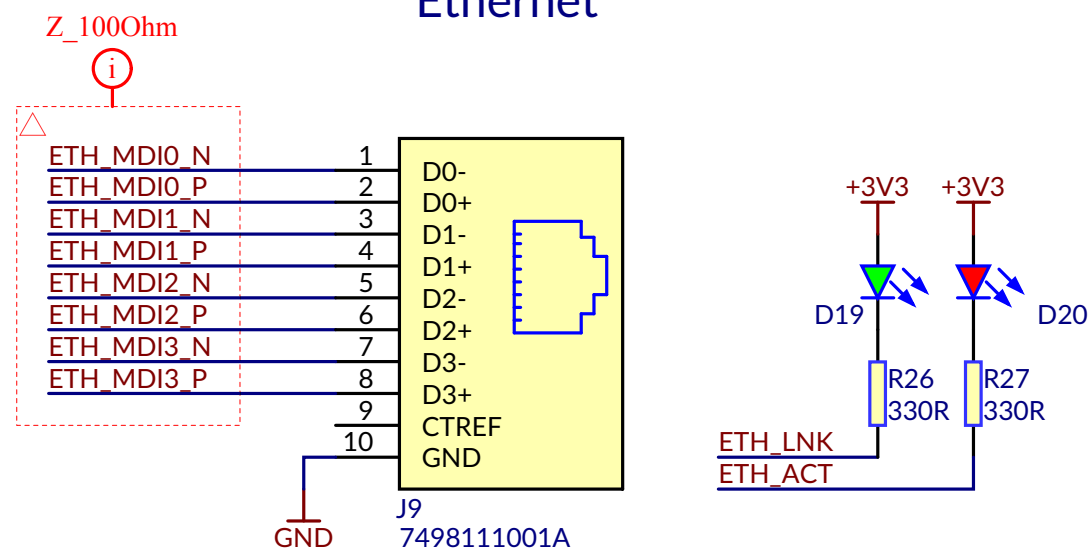 Ethernet
Z_100Ohm
i
ETH_MDI0_N 1 D0-
ETH_MDI0_P 2 D0+
ETH_MDI1_N 3 D1-
ETH_MDI1_P 4 D1+
ETH_MDI2_N 5 D2-
ETH_MDI2_P 6 D2+
ETH_MDI3_N 7 D3-
ETH_MDI3_P 8 D3+
9 CTREF
10 GND
GND
J9
7498111001A
+3V3 +3V3
D19 D20
R26 R27
330R 330R
ETH_LNK
ETH_ACT